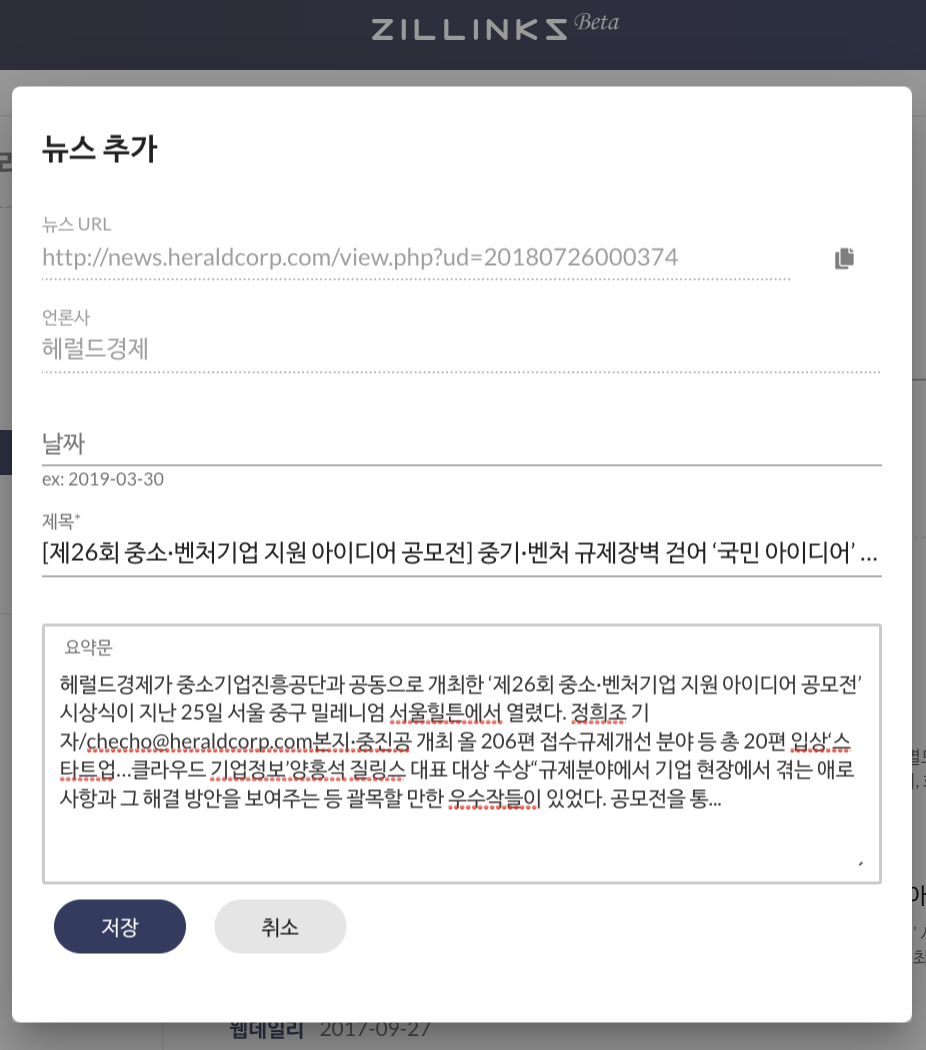 ZILLINKS Beta
뉴스 추가
뉴스 URL
http://news.heraldcorp.com/view.php?ud=20180726000374
언론사
헤럴드경제
날짜
ex: 2019-03-30
제목*
[제26회 중소·벤처기업 지원 아이디어 공모전] 중기·벤처 규제장벽 걷어 ‘국민 아이디어’ ...
요약문
헤럴드경제가 중소기업진흥공단과 공동으로 개최한 ‘제26회 중소·벤처기업 지원 아이디어 공모전’
시상식이 지난 25일 서울 중구 밀레니엄 서울힐튼에서 열렸다. 정희조 기
자/checho@heraldcorp.com본지·중진공 개최 올 206편 접수규제개선 분야 등 총 20편 입상‘스
타트업…클라우드 기업정보’양홍석 질링스 대표 대상 수상“규제분야에서 기업 현장에서 겪는 애로
사항과 그 해결 방안을 보여주는 등 괄목할 만한 우수작들이 있었다. 공모전을 통...
저장
취소
웹데일리 2017-09-27